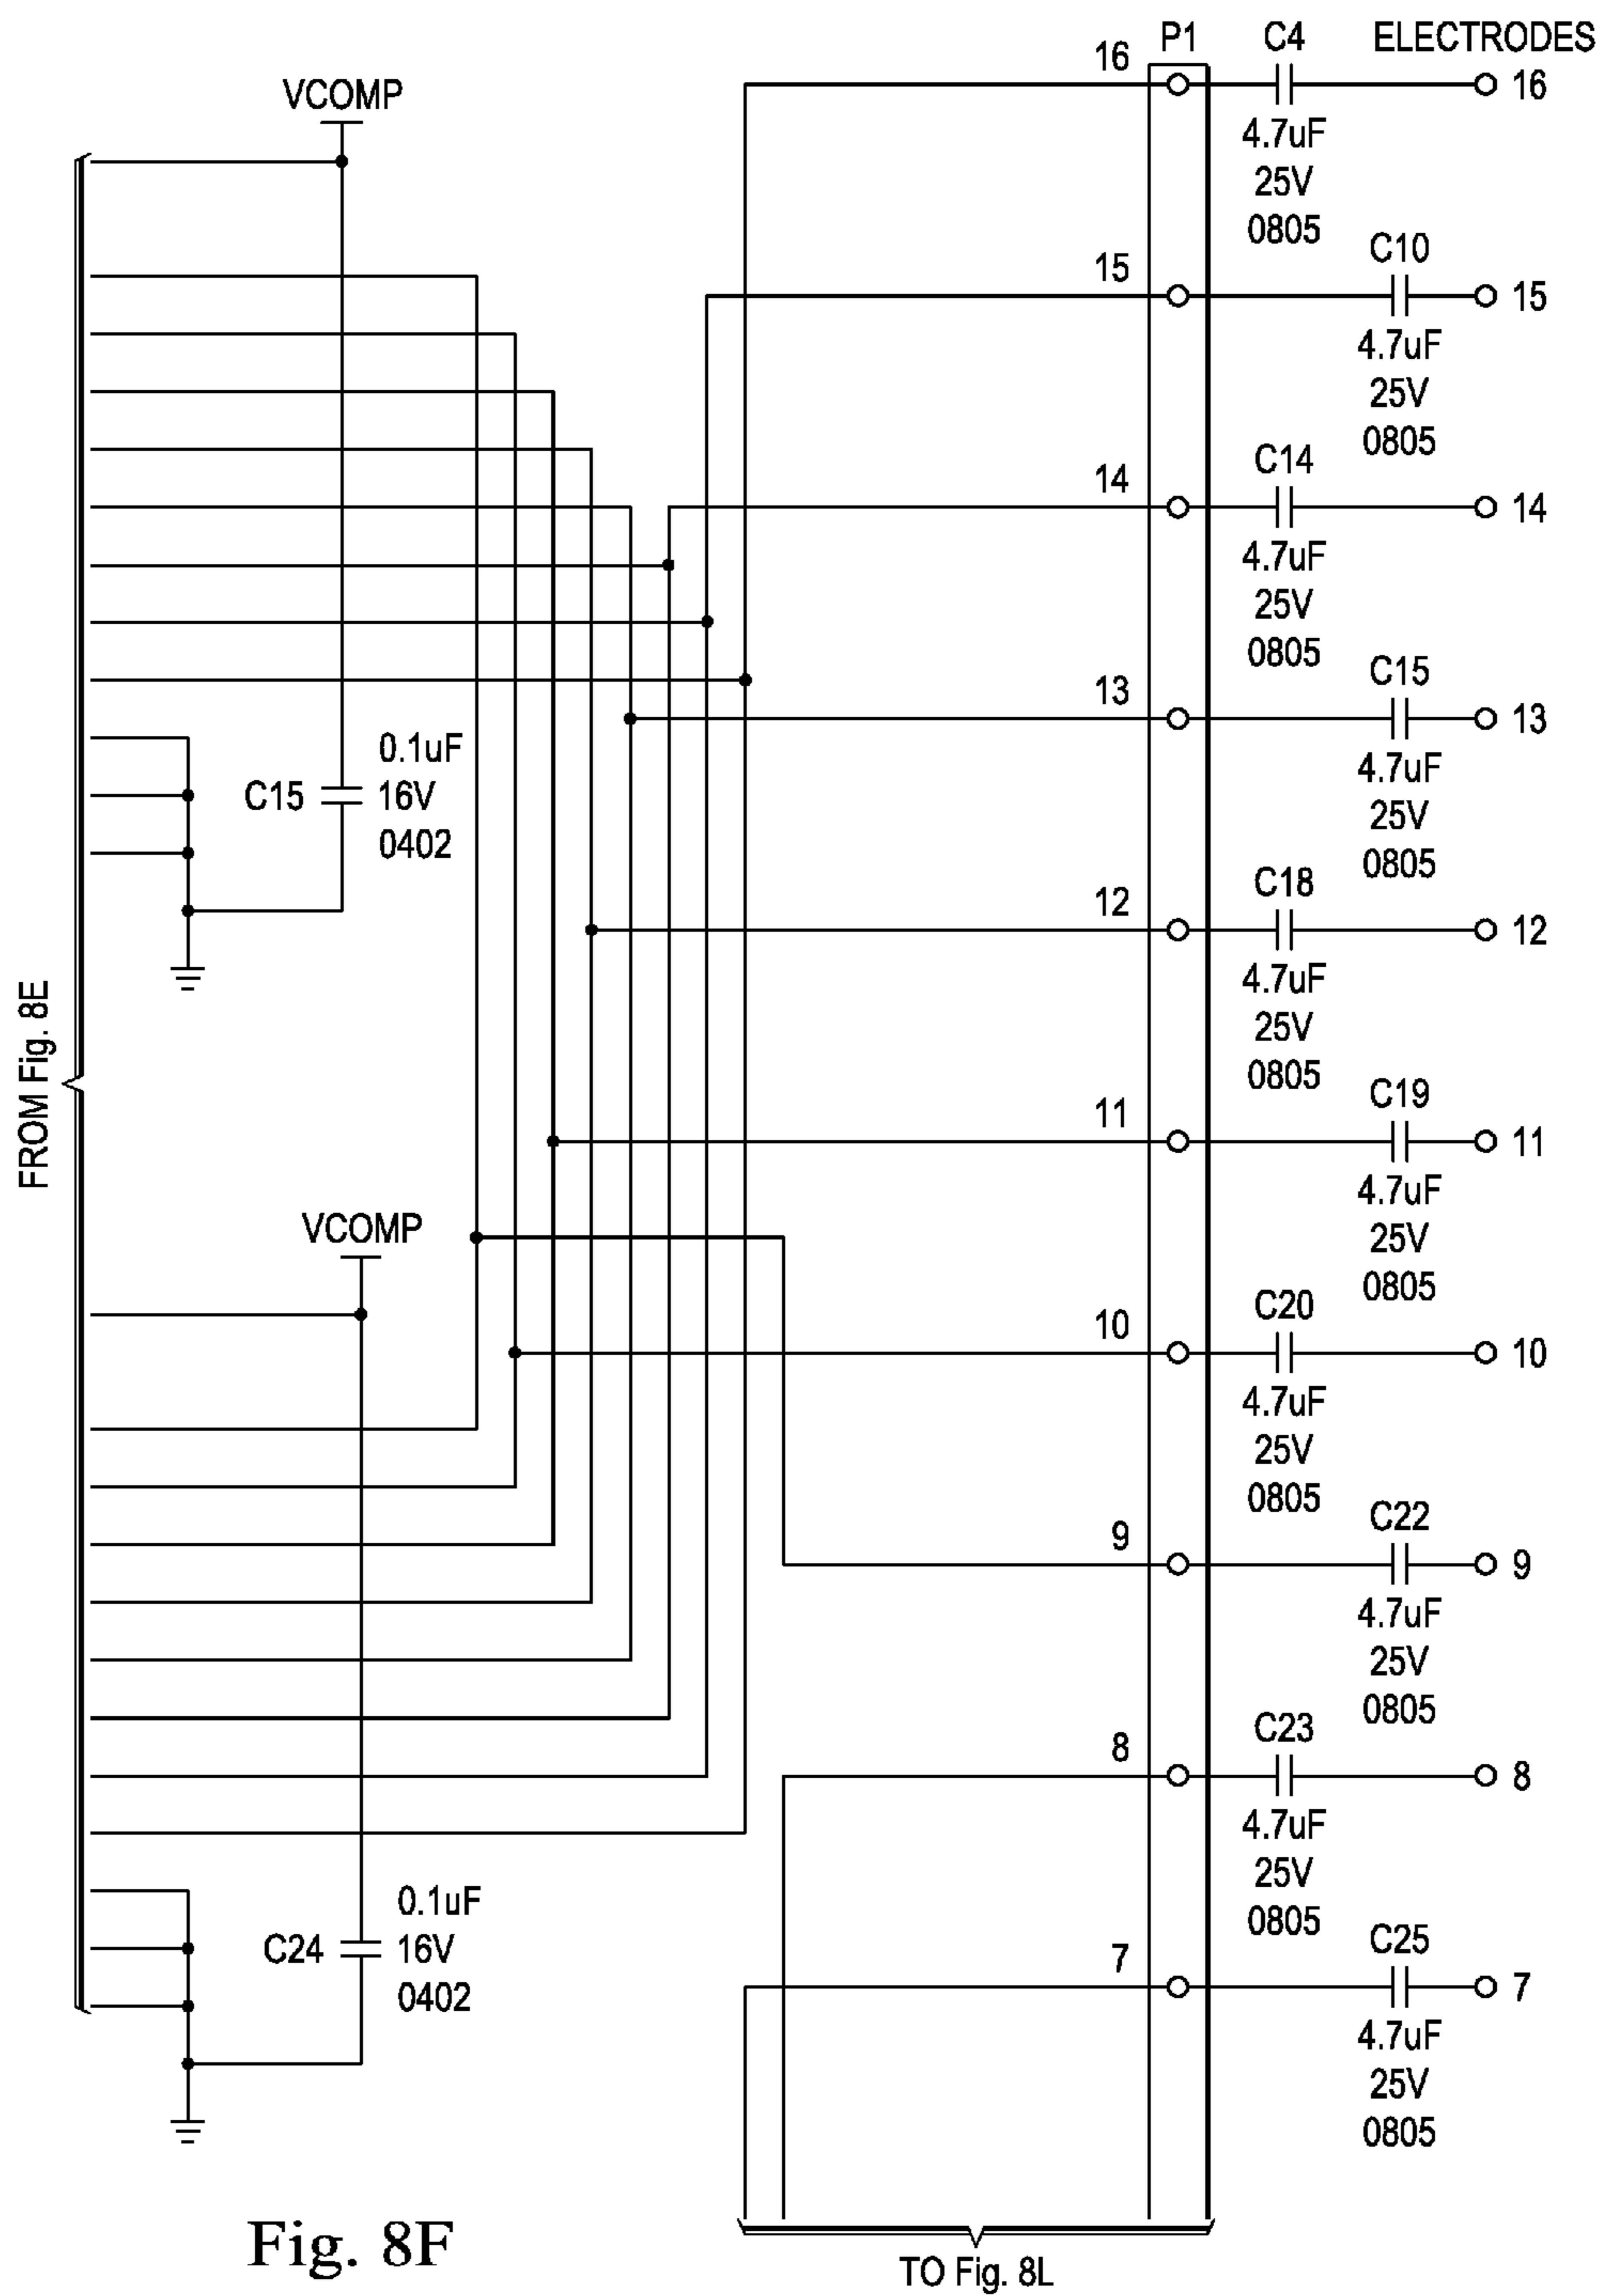 P1 C4 ELECTRODES
16 16
4.7uF
25V
0805
VCOMP
C10
15 15
4.7uF
25V
0805
C14
14 14
4.7uF
25V
0805
C15
13 13
4.7uF
25V
0805
0.1uF
C15 16V
0402
C18
12 12
4.7uF
25V
0805
FROM Fig. 8E
C19
11 11
4.7uF
25V
0805
VCOMP
C20
10 10
4.7uF
25V
0805
C22
9 9
4.7uF
25V
0805
C23
8 8
4.7uF
25V
0805
0.1uF
C24 16V
0402
C25
7 7
4.7uF
25V
0805
Fig. 8F
TO Fig. 8L